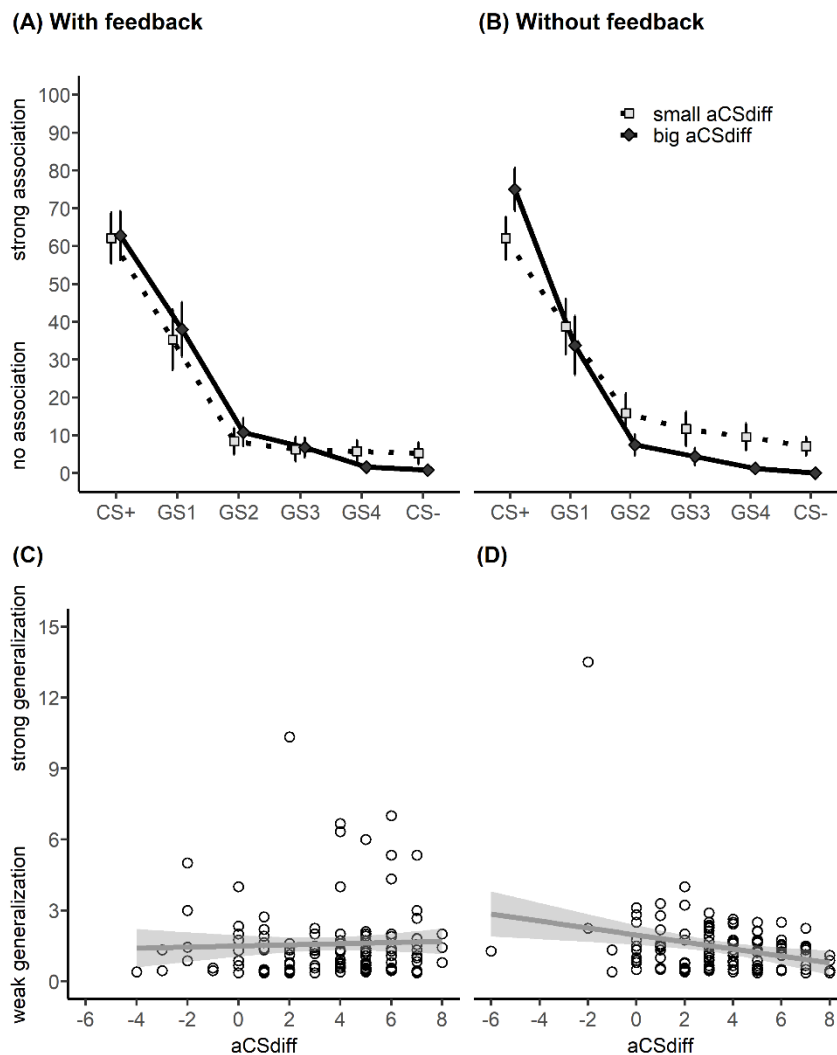 (A) With feedback
(B) Without feedback
strong association
no association
100
90
80
70
60
50
40
30
20
10
0
small aCSdiff
big aCSdiff
CS+ GS1 GS2 GS3 GS4 CS-
CS+ GS1 GS2 GS3 GS4 CS-
(C)
(D)
strong generalization
weak generalization
15
12
9
6
3
0
-6 -4 -2 0 2 4 6 8
-6 -4 -2 0 2 4 6 8
aCSdiff
aCSdiff